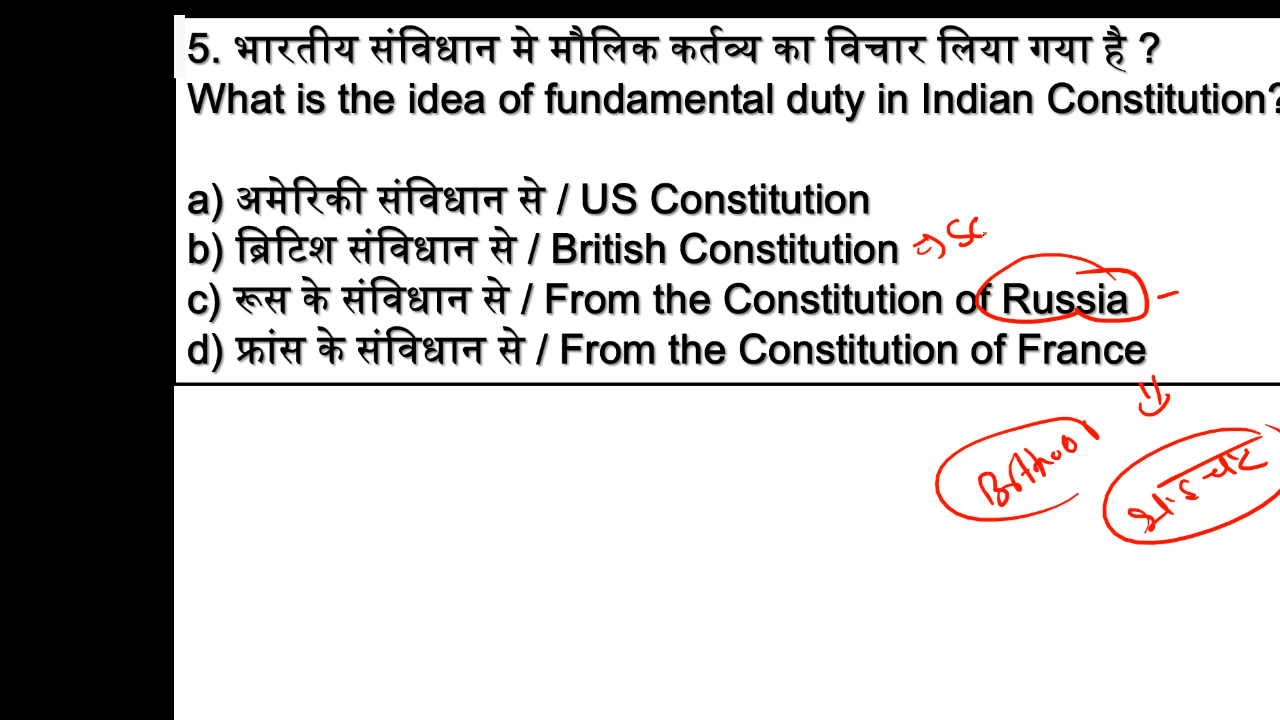 5. भारतीय संविधान मे मौलिक कर्तव्य का विचार लिया गया है ?
What is the idea of fundamental duty in Indian Constitution?
a) अमेरिकी संविधान से / US Constitution
b) ब्रिटिश संविधान से / British Constitution
c) रूस के संविधान से / From the Constitution of Russia
d) फ्रांस के संविधान से / From the Constitution of France